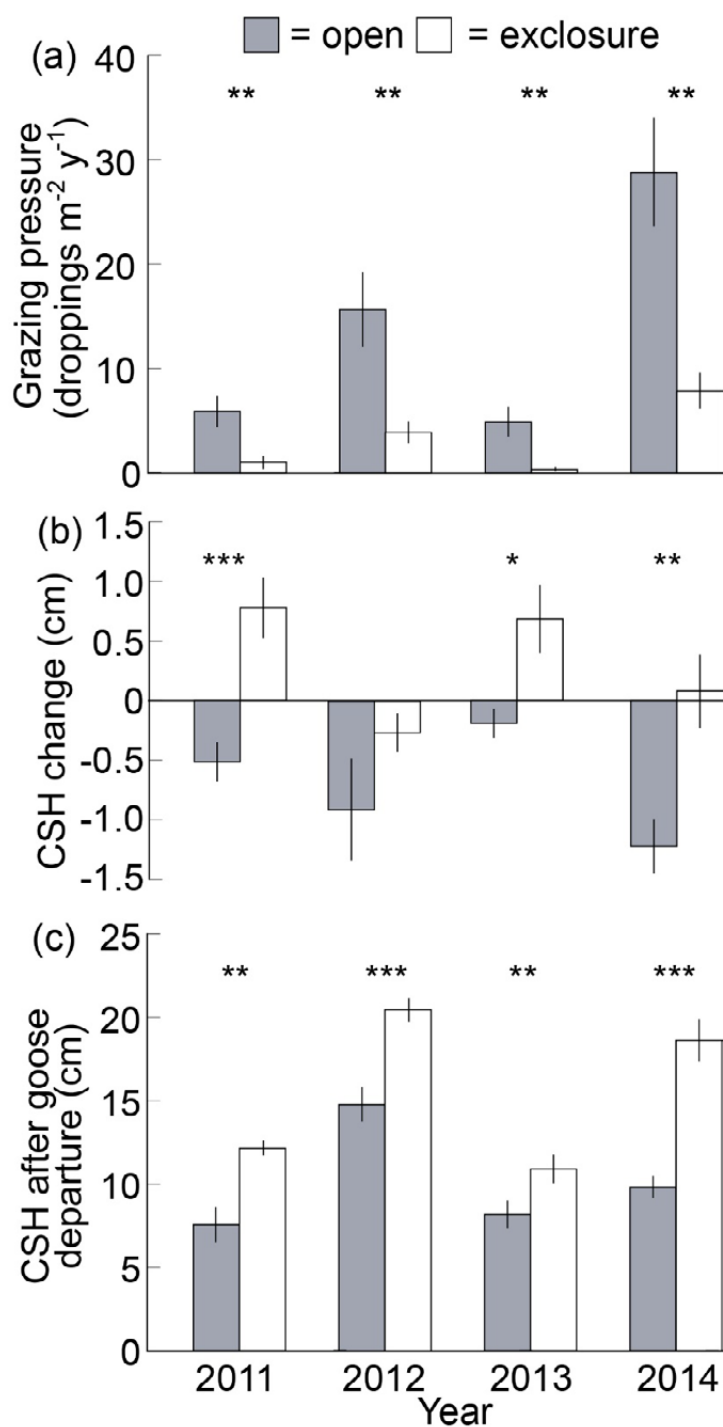 = open = exclosure
(a)
Grazing pressure
(droppings m⁻² y⁻¹)
40
30
20
10
0
** ** ** **
(b)
CSH change (cm)
1.5
1.0
0.5
0
-0.5
-1.0
-1.5
*** * **
(c)
CSH after goose
departure (cm)
25
20
15
10
5
0
** *** ** ***
2011 2012 2013 2014
Year